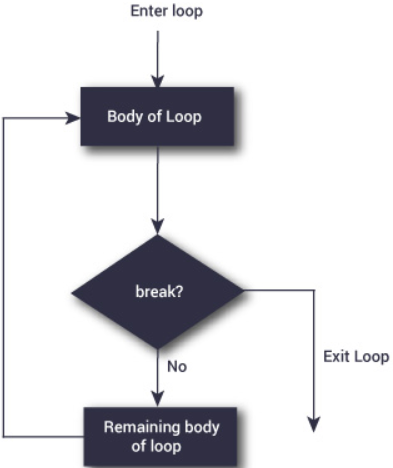 Enter loop
Body of Loop
break?
No
Exit Loop
Remaining body
of loop